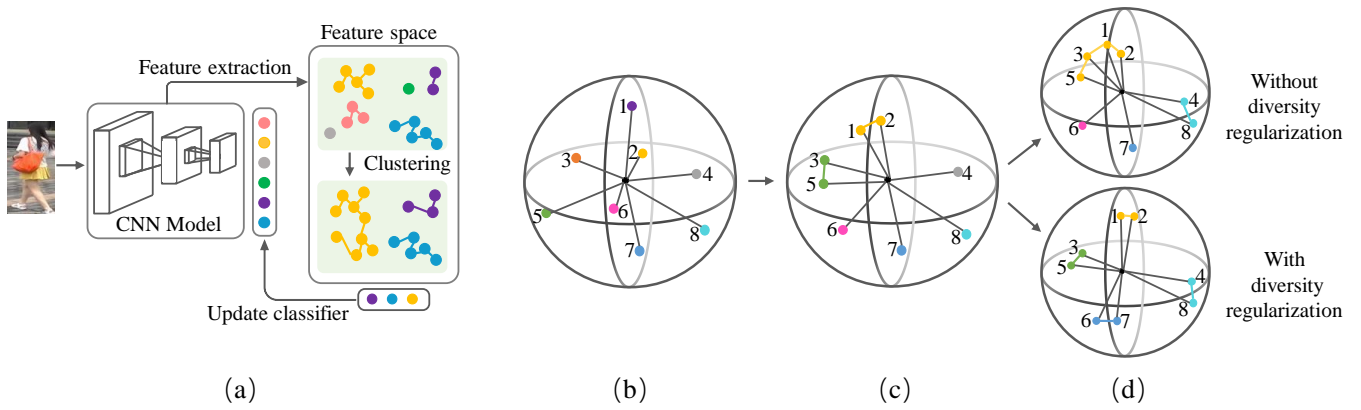 Feature space
Feature extraction
Clustering
CNN Model
Update classifier
(a)
1
2
3
4
5
6
7
8
(b)
1
2
3
4
5
6
7
8
(c)
1
2
3
4
5
6
7
8
Without
diversity
regularization
1
2
3
4
5
6
7
8
With
diversity
regularization
(d)